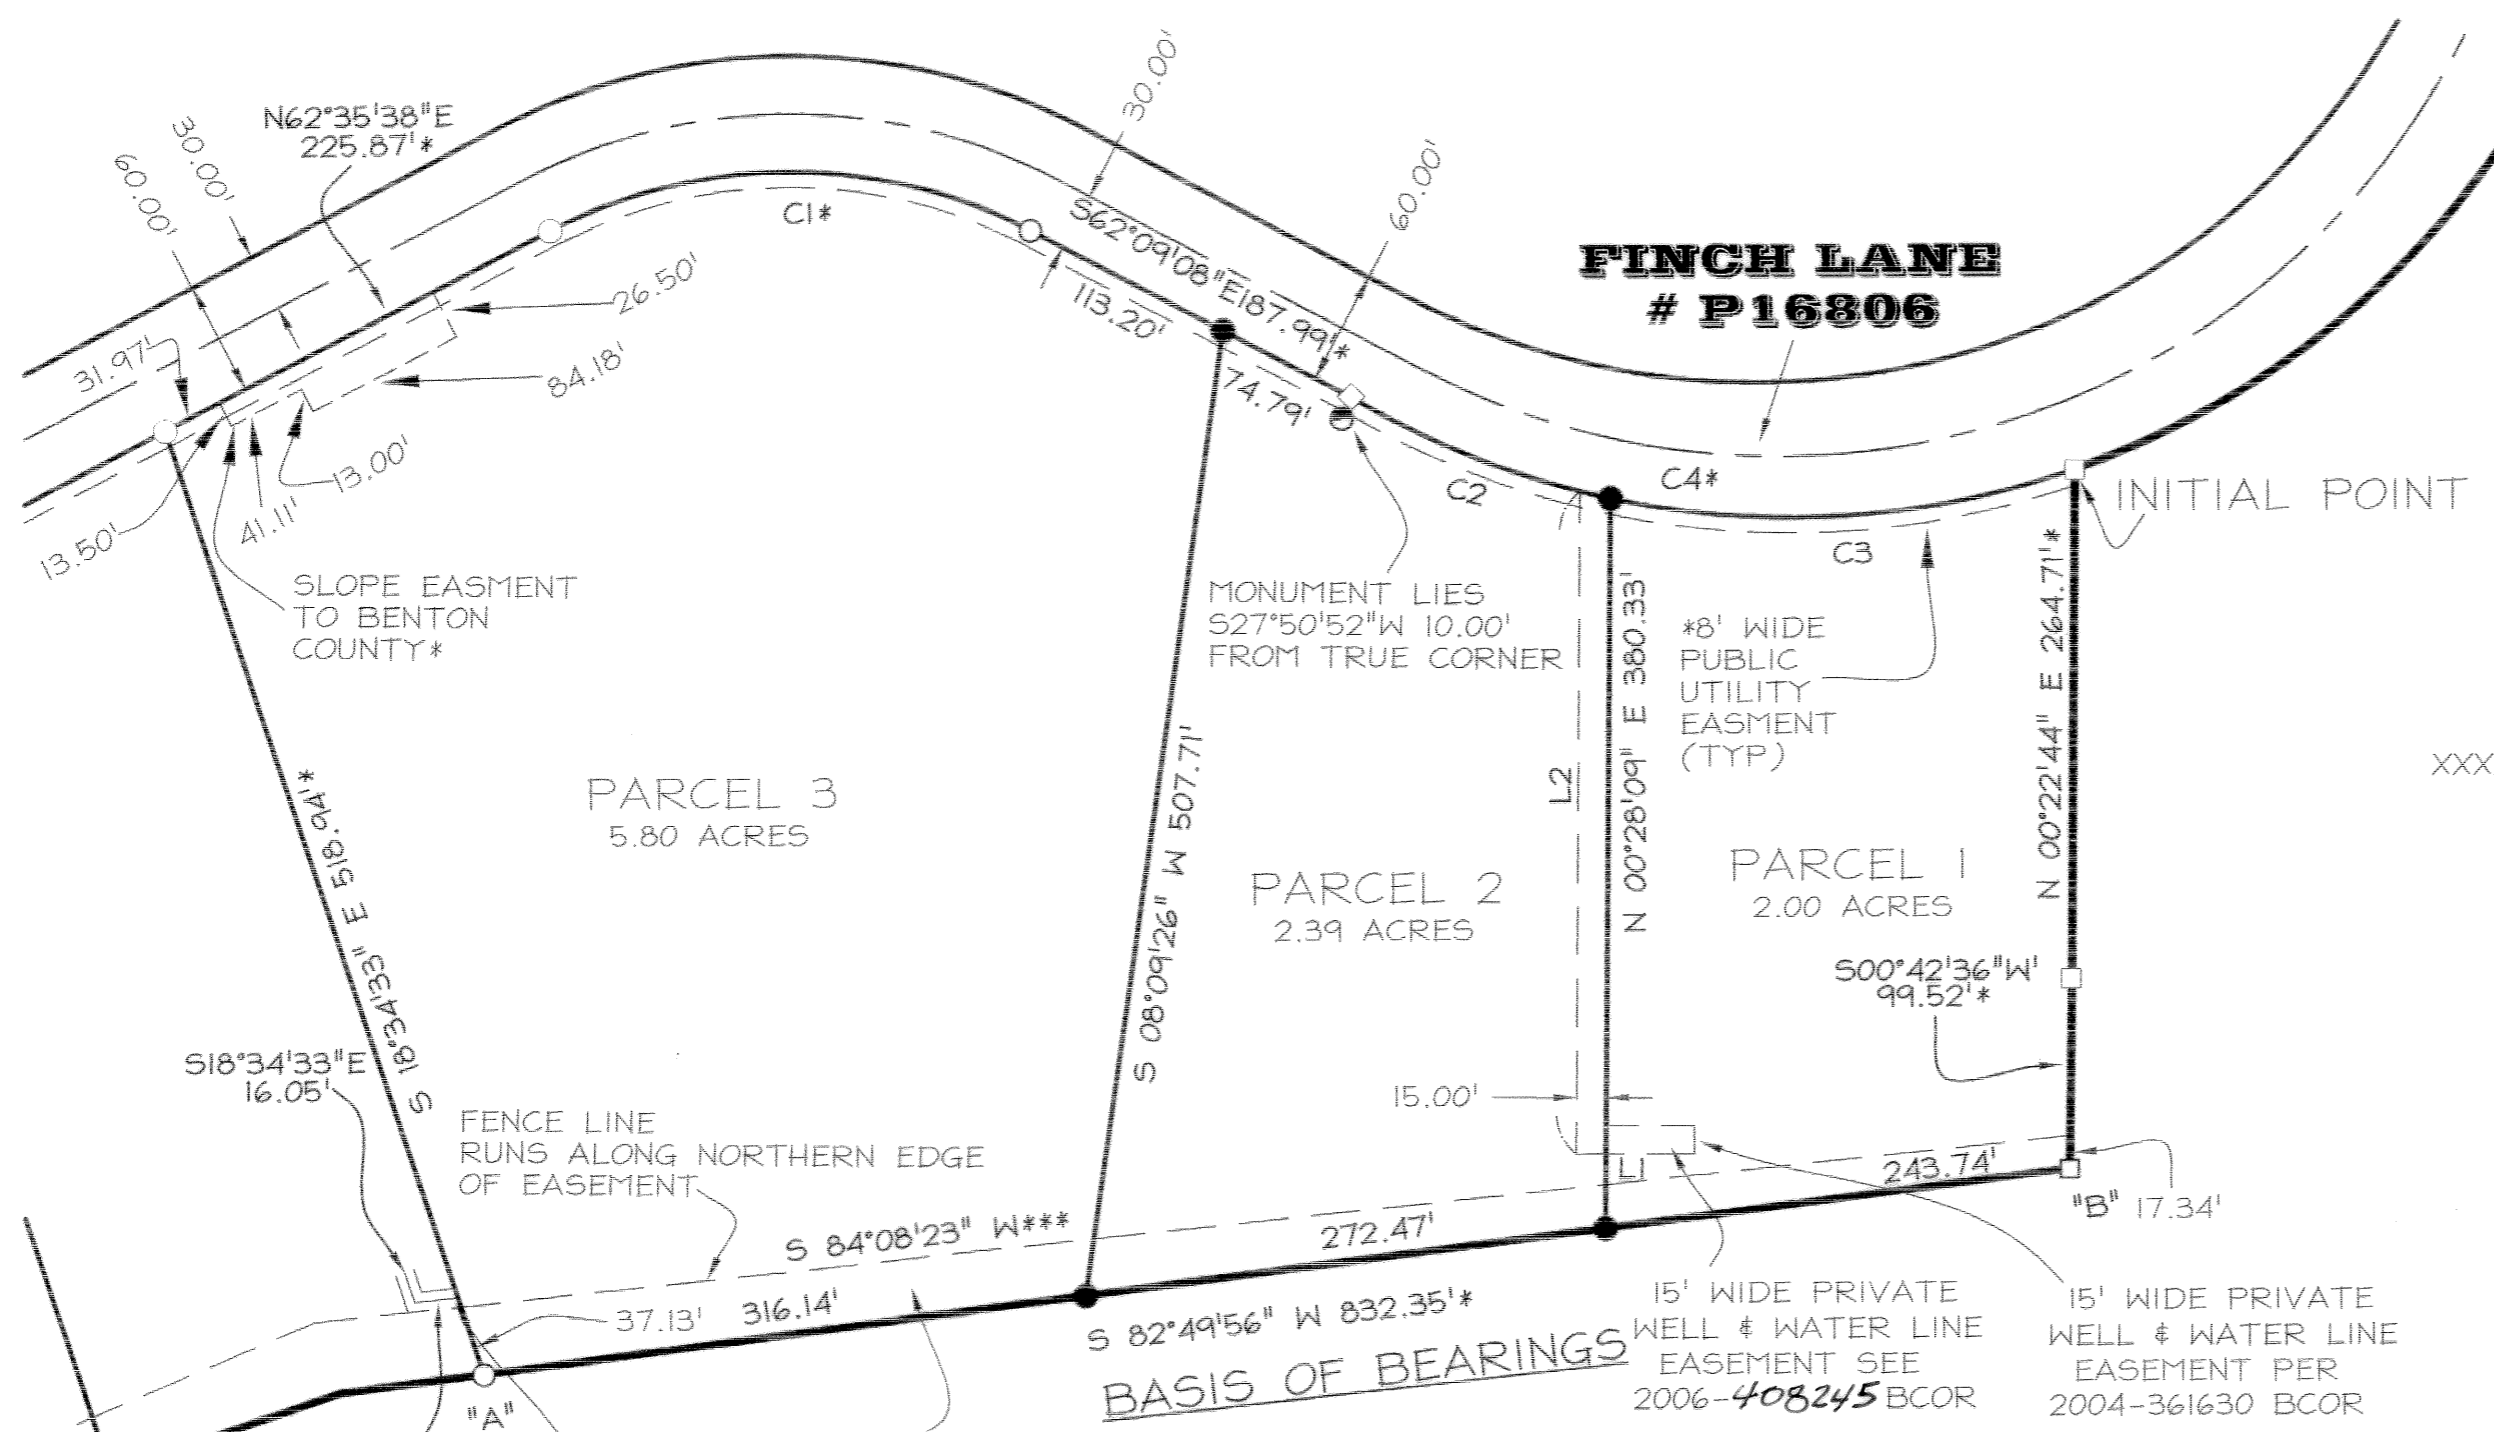 30.00'
N62°35'38"E
225.87'*
30.00'
60.00'
60.00'
C1*
S62°09'08"E187.99'*
FINCH LANE
# P16806
26.50'
113.20'
31.97'
84.18'
74.79'
13.00'
41.11'
13.50'
C2
C4*
INITIAL POINT
C3
SLOPE EASMENT
TO BENTON
COUNTY*
MONUMENT LIES
S27°50'52"W 10.00'
FROM TRUE CORNER
*8' WIDE
PUBLIC
UTILITY
EASMENT
(TYP)
N 00°28'09" E 380.33'
N 00°22'44" E 264.71'*
XXX
L2
PARCEL 3
5.80 ACRES
S 18°34'33" E 518.94'*
S 08°09'26" W 507.71'
PARCEL 2
2.39 ACRES
PARCEL 1
2.00 ACRES
S00°42'36"W'
99.52'*
S18°34'33"E
16.05'
15.00'
FENCE LINE
RUNS ALONG NORTHERN EDGE
OF EASEMENT
L1
243.74'
"B" 17.34'
S 84°08'23" W***
272.47'
37.13'
316.14'
S 82°49'56" W 832.35'*
BASIS OF BEARINGS
"A"
15' WIDE PRIVATE
WELL & WATER LINE
EASEMENT SEE
2006-408245 BCOR
15' WIDE PRIVATE
WELL & WATER LINE
EASEMENT PER
2004-361630 BCOR